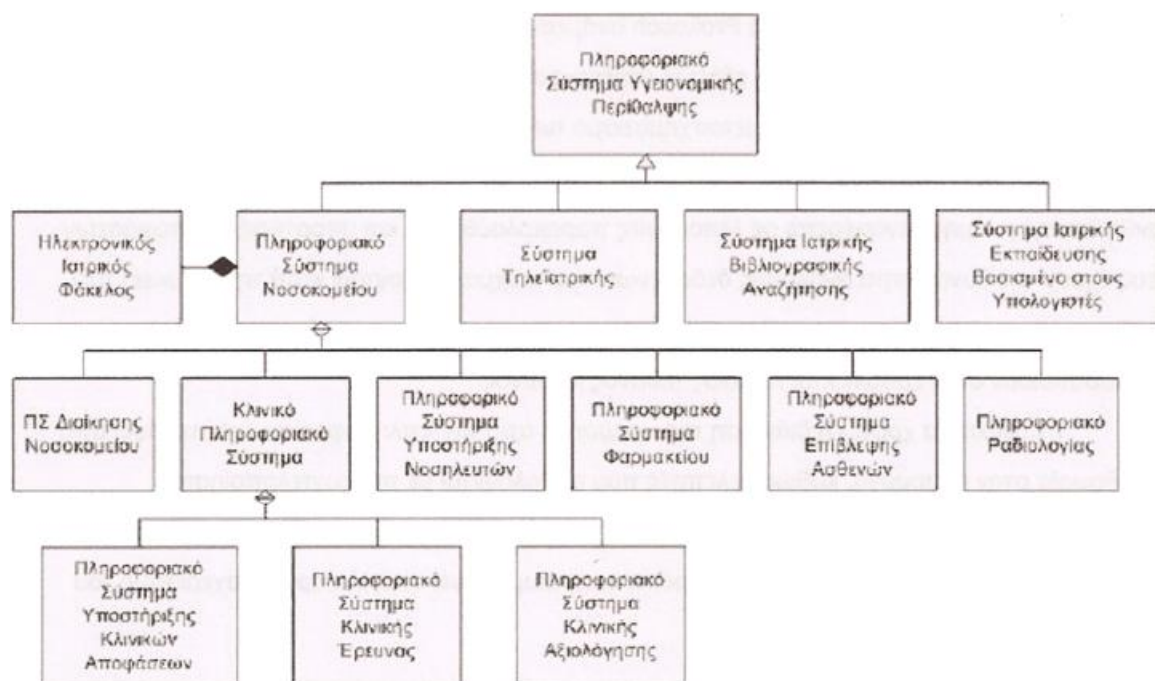 Πληροφοριακό
Σύστημα Υγειονομικής
Περίθαλψης
Ηλεκτρονικός
Ιατρικός
Φάκελος
Πληροφοριακό
Σύστημα
Νοσοκομείου
Σύστημα
Τηλεϊατρικής
Σύστημα Ιατρικής
Βιβλιογραφικής
Αναζήτησης
Σύστημα Ιατρικής
Εκπαίδευσης
Βασισμένο στους
Υπολογιστές
ΠΣ Διοίκησης
Νοσοκομείου
Κλινικό
Πληροφοριακό
Σύστημα
Πληροφορικό
Σύστημα
Υποστήριξης
Νοσηλευτών
Πληροφοριακό
Σύστημα
Φαρμακείου
Πληροφοριακό
Σύστημα
Επίβλεψης
Ασθενών
Πληροφοριακό
Ραδιολογίας
Πληροφοριακό
Σύστημα
Υποστήριξης
Κλινικών
Αποφάσεων
Πληροφοριακό
Σύστημα
Κλινικής
Έρευνας
Πληροφοριακό
Σύστημα
Κλινικής
Αξιολόγησης